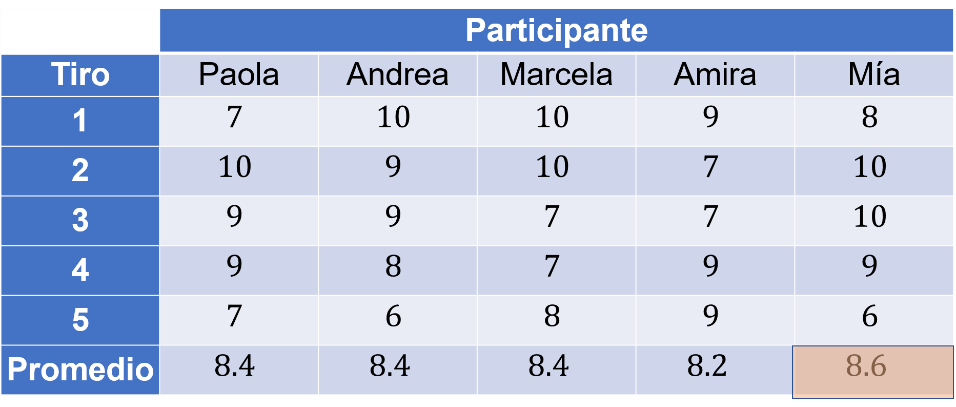 Participante
Tiro Paola Andrea Marcela Amira Mía
1 7 10 10 9 8
2 10 9 10 7 10
3 9 9 7 7 10
4 9 8 7 9 9
5 7 6 8 9 6
Promedio 8.4 8.4 8.4 8.2 8.6